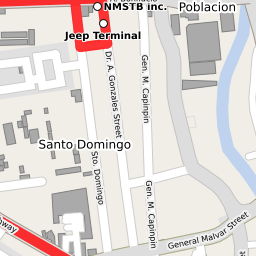 NMSTB Inc.
Poblacion
Jeep Terminal
Dr. A. Gonzales Street
Gen. M. Capinpin
Santo Domingo
Sto. Domingo
Gen. M. Capinpin
General Malvar Street